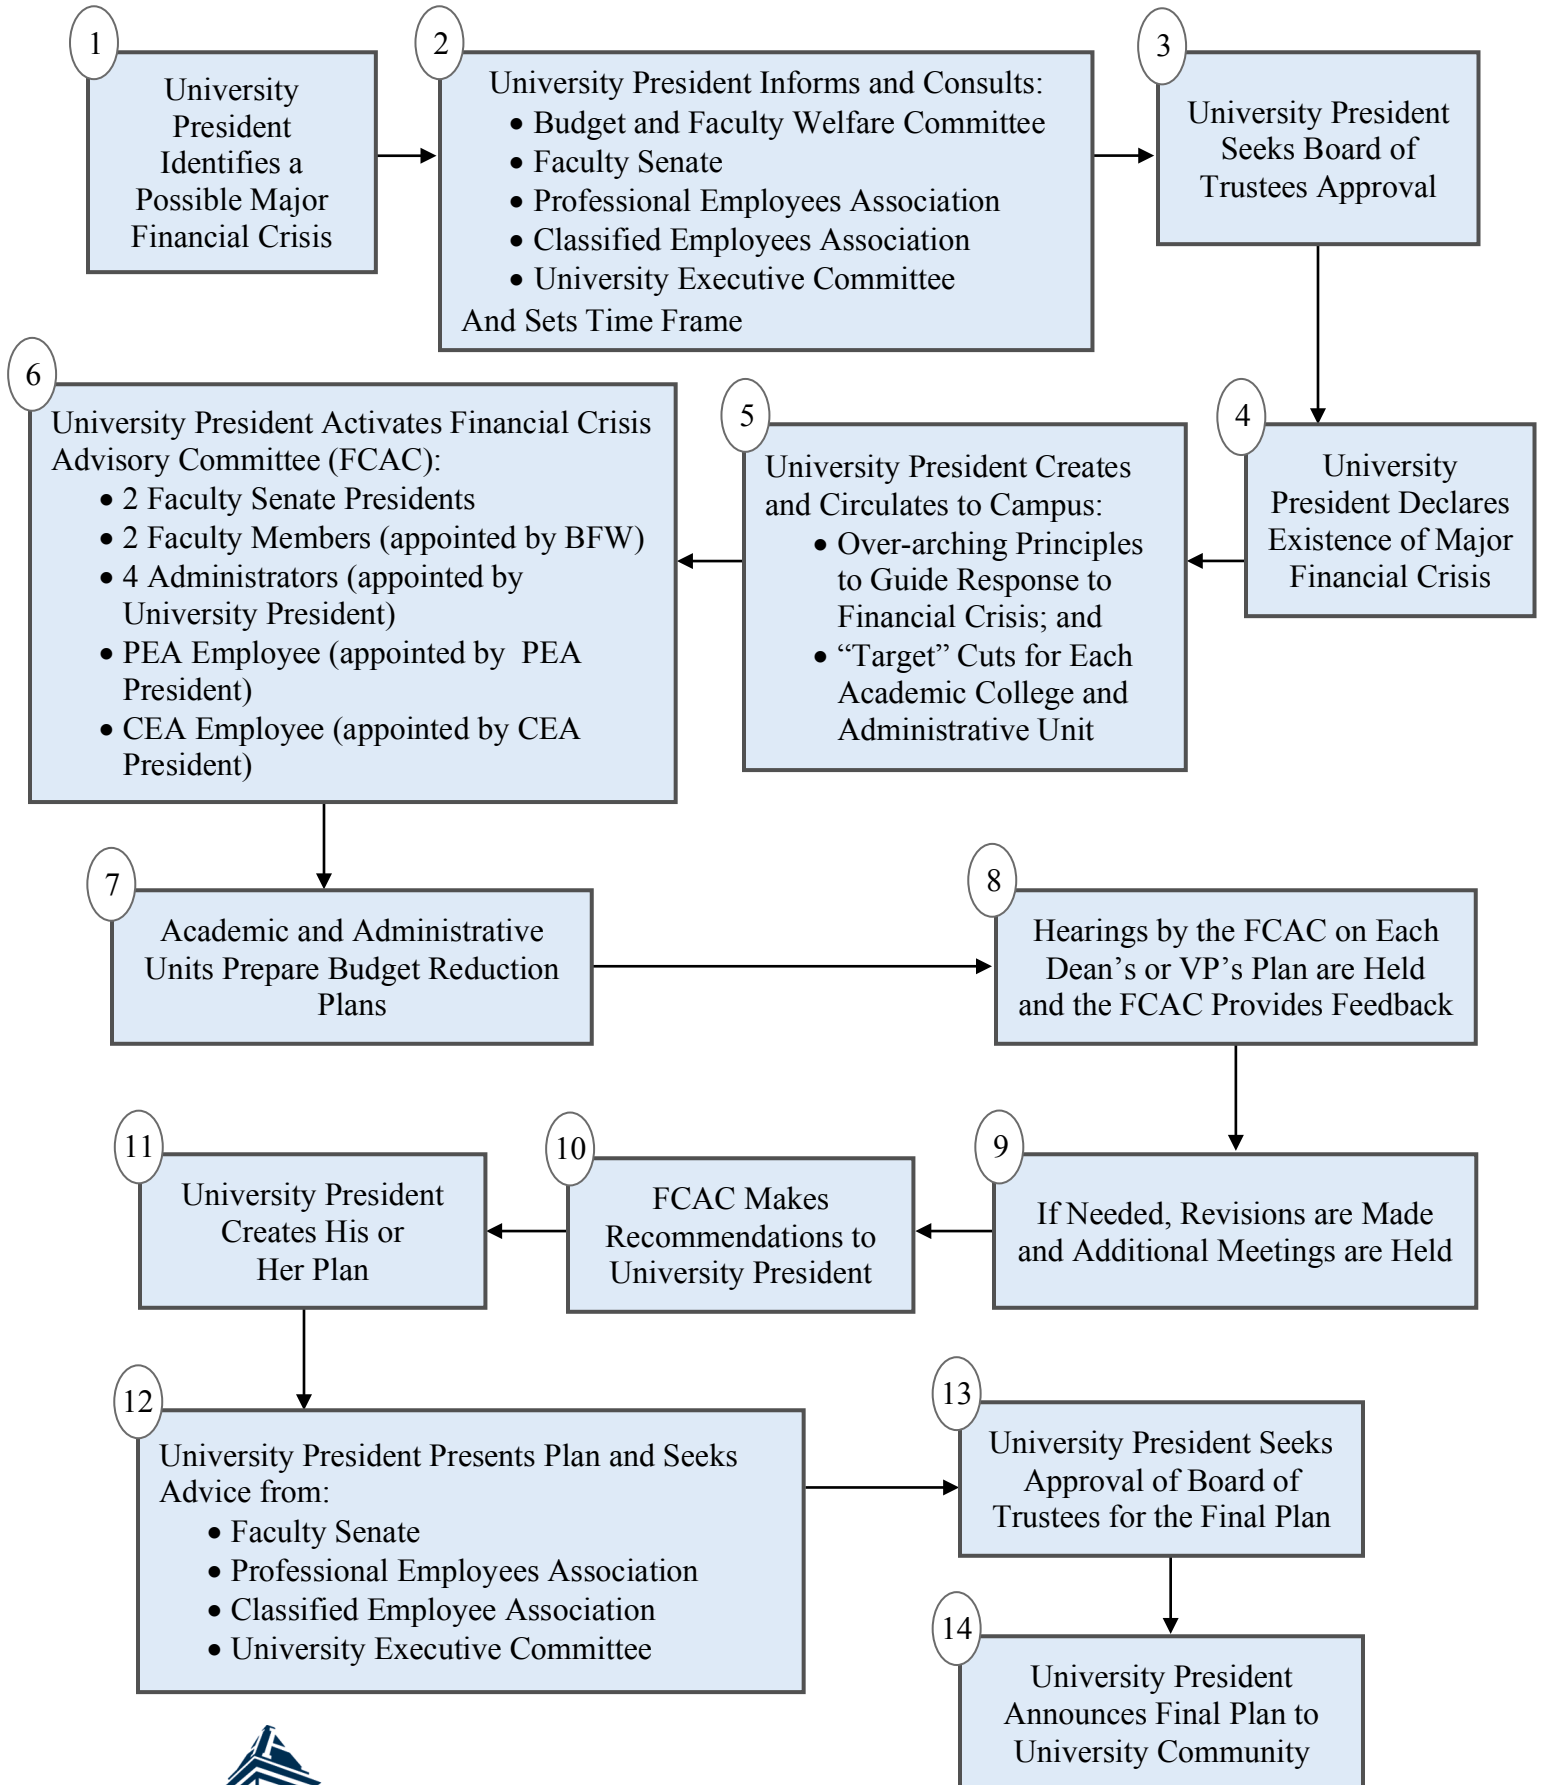 1
University
President
Identifies a
Possible Major
Financial Crisis
2
University President Informs and Consults:
• Budget and Faculty Welfare Committee
• Faculty Senate
• Professional Employees Association
• Classified Employees Association
• University Executive Committee
And Sets Time Frame
3
University President
Seeks Board of
Trustees Approval
4
University
President Declares
Existence of Major
Financial Crisis
5
University President Creates
and Circulates to Campus:
• Over-arching Principles
to Guide Response to
Financial Crisis; and
• “Target” Cuts for Each
Academic College and
Administrative Unit
6
University President Activates Financial Crisis
Advisory Committee (FCAC):
• 2 Faculty Senate Presidents
• 2 Faculty Members (appointed by BFW)
• 4 Administrators (appointed by
University President)
• PEA Employee (appointed by PEA
President)
• CEA Employee (appointed by CEA
President)
7
Academic and Administrative
Units Prepare Budget Reduction
Plans
8
Hearings by the FCAC on Each
Dean’s or VP’s Plan are Held
and the FCAC Provides Feedback
9
If Needed, Revisions are Made
and Additional Meetings are Held
10
FCAC Makes
Recommendations to
University President
11
University President
Creates His or
Her Plan
12
University President Presents Plan and Seeks
Advice from:
• Faculty Senate
• Professional Employees Association
• Classified Employee Association
• University Executive Committee
13
University President Seeks
Approval of Board of
Trustees for the Final Plan
14
University President
Announces Final Plan to
University Community